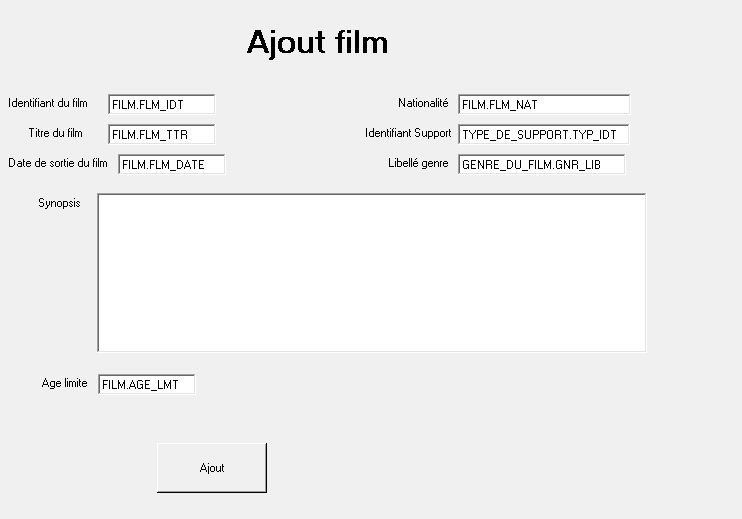 Ajout film
Identifiant du film FILM.FLM_IDT Nationalité FILM.FLM_NAT
Titre du film FILM.FLM_TTR Identifiant Support TYPE_DE_SUPPORT.TYP_IDT
Date de sortie du film FILM.FLM_DATE Libellé genre GENRE_DU_FILM.GNR_LIB
Synopsis
Age limite FILM.AGE_LMT
Ajout